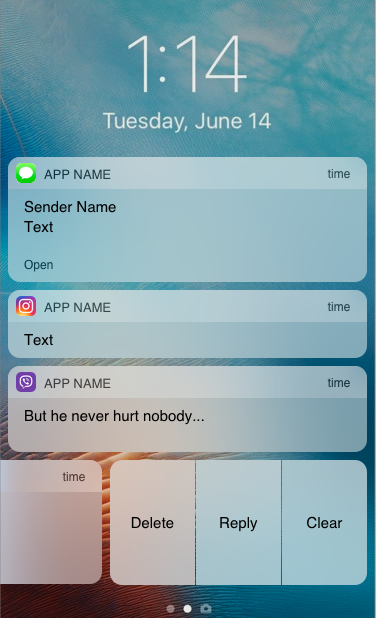 1:14
Tuesday, June 14
APP NAME time
Sender Name
Text
Open
APP NAME time
Text
APP NAME time
But he never hurt nobody...
time
Delete Reply Clear